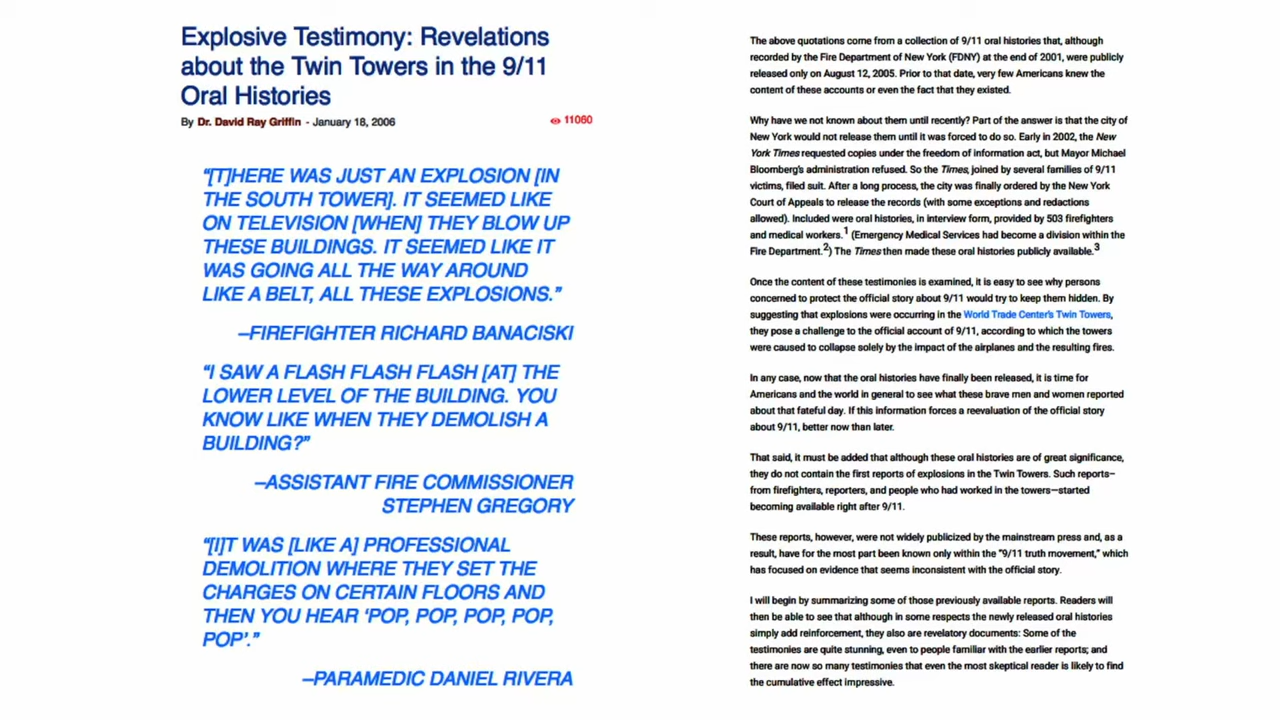 Explosive Testimony: Revelations
about the Twin Towers in the 9/11
Oral Histories
By Dr. David Ray Griffin - January 18, 2006
11060
“[T]HERE WAS JUST AN EXPLOSION [IN
THE SOUTH TOWER]. IT SEEMED LIKE
ON TELEVISION [WHEN] THEY BLOW UP
THESE BUILDINGS. IT SEEMED LIKE IT
WAS GOING ALL THE WAY AROUND
LIKE A BELT, ALL THESE EXPLOSIONS.”
–FIREFIGHTER RICHARD BANACISKI
“I SAW A FLASH FLASH FLASH [AT] THE
LOWER LEVEL OF THE BUILDING. YOU
KNOW LIKE WHEN THEY DEMOLISH A
BUILDING?”
–ASSISTANT FIRE COMMISSIONER
STEPHEN GREGORY
“[I]T WAS [LIKE A] PROFESSIONAL
DEMOLITION WHERE THEY SET THE
CHARGES ON CERTAIN FLOORS AND
THEN YOU HEAR ‘POP, POP, POP, POP,
POP’.”
–PARAMEDIC DANIEL RIVERA
The above quotations come from a collection of 9/11 oral histories that, although
recorded by the Fire Department of New York (FDNY) at the end of 2001, were publicly
released only on August 12, 2005. Prior to that date, very few Americans knew the
content of these accounts or even the fact that they existed.
Why have we not known about them until recently? Part of the answer is that the city of
New York would not release them until it was forced to do so. Early in 2002, the New
York Times requested copies under the freedom of information act, but Mayor Michael
Bloomberg’s administration refused. So the Times, joined by several families of 9/11
victims, filed suit. After a long process, the city was finally ordered by the New York
Court of Appeals to release the records (with some exceptions and redactions
allowed). Included were oral histories, in interview form, provided by 503 firefighters
and medical workers.1 (Emergency Medical Services had become a division within the
Fire Department.2) The Times then made these oral histories publicly available.3
Once the content of these testimonies is examined, it is easy to see why persons
concerned to protect the official story about 9/11 would try to keep them hidden. By
suggesting that explosions were occurring in the World Trade Center’s Twin Towers,
they pose a challenge to the official account of 9/11, according to which the towers
were caused to collapse solely by the impact of the airplanes and the resulting fires.
In any case, now that the oral histories have finally been released, it is time for
Americans and the world in general to see what these brave men and women reported
about that fateful day. If this information forces a reevaluation of the official story
about 9/11, better now than later.
That said, it must be added that although these oral histories are of great significance,
they do not contain the first reports of explosions in the Twin Towers. Such reports–
from firefighters, reporters, and people who had worked in the towers—started
becoming available right after 9/11.
These reports, however, were not widely publicized by the mainstream press and, as a
result, have for the most part been known only within the “9/11 truth movement,” which
has focused on evidence that seems inconsistent with the official story.
I will begin by summarizing some of those previously available reports. Readers will
then be able to see that although in some respects the newly released oral histories
simply add reinforcement, they also are revelatory documents: Some of the
testimonies are quite stunning, even to people familiar with the earlier reports; and
there are now so many testimonies that even the most skeptical reader is likely to find
the cumulative effect impressive.